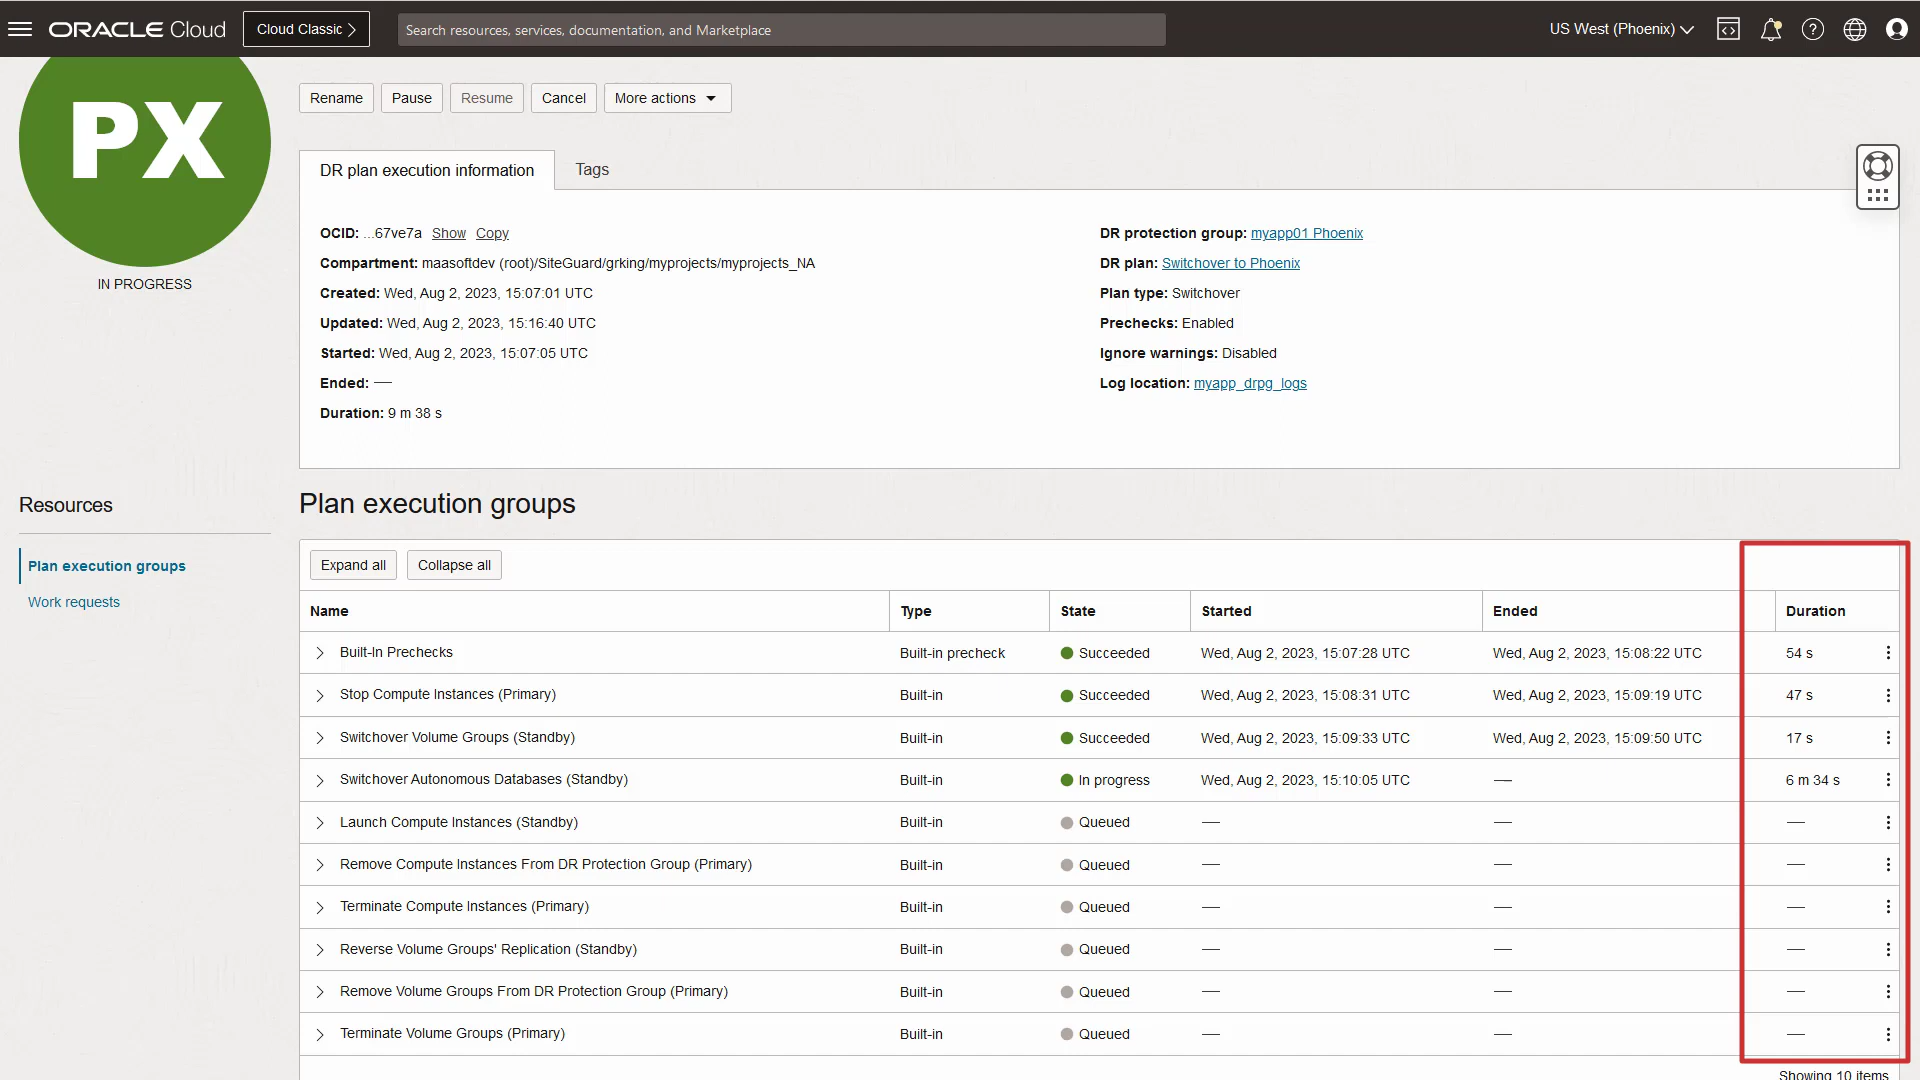 ORACLE Cloud
Cloud Classic
Search resources, services, documentation, and Marketplace
US West (Phoenix)
PX
IN PROGRESS
Rename
Pause
Resume
Cancel
More actions
DR plan execution information
Tags
OCID: ...67ve7a Show Copy
Compartment: maasoftdev (root)/SiteGuard/grking/myprojects/myprojects_NA
Created: Wed, Aug 2, 2023, 15:07:01 UTC
Updated: Wed, Aug 2, 2023, 15:16:40 UTC
Started: Wed, Aug 2, 2023, 15:07:05 UTC
Ended: —
Duration: 9 m 38 s
DR protection group: myapp01 Phoenix
DR plan: Switchover to Phoenix
Plan type: Switchover
Prechecks: Enabled
Ignore warnings: Disabled
Log location: myapp_drpg_logs
Resources
Plan execution groups
Work requests
Plan execution groups
Expand all
Collapse all
Name Type State Started Ended Duration
Built-In Prechecks Built-in precheck Succeeded Wed, Aug 2, 2023, 15:07:28 UTC Wed, Aug 2, 2023, 15:08:22 UTC 54 s
Stop Compute Instances (Primary) Built-in Succeeded Wed, Aug 2, 2023, 15:08:31 UTC Wed, Aug 2, 2023, 15:09:19 UTC 47 s
Switchover Volume Groups (Standby) Built-in Succeeded Wed, Aug 2, 2023, 15:09:33 UTC Wed, Aug 2, 2023, 15:09:50 UTC 17 s
Switchover Autonomous Databases (Standby) Built-in In progress Wed, Aug 2, 2023, 15:10:05 UTC — 6 m 34 s
Launch Compute Instances (Standby) Built-in Queued — — —
Remove Compute Instances From DR Protection Group (Primary) Built-in Queued — — —
Terminate Compute Instances (Primary) Built-in Queued — — —
Reverse Volume Groups' Replication (Standby) Built-in Queued — — —
Remove Volume Groups From DR Protection Group (Primary) Built-in Queued — — —
Terminate Volume Groups (Primary) Built-in Queued — — —
Showing 10 items